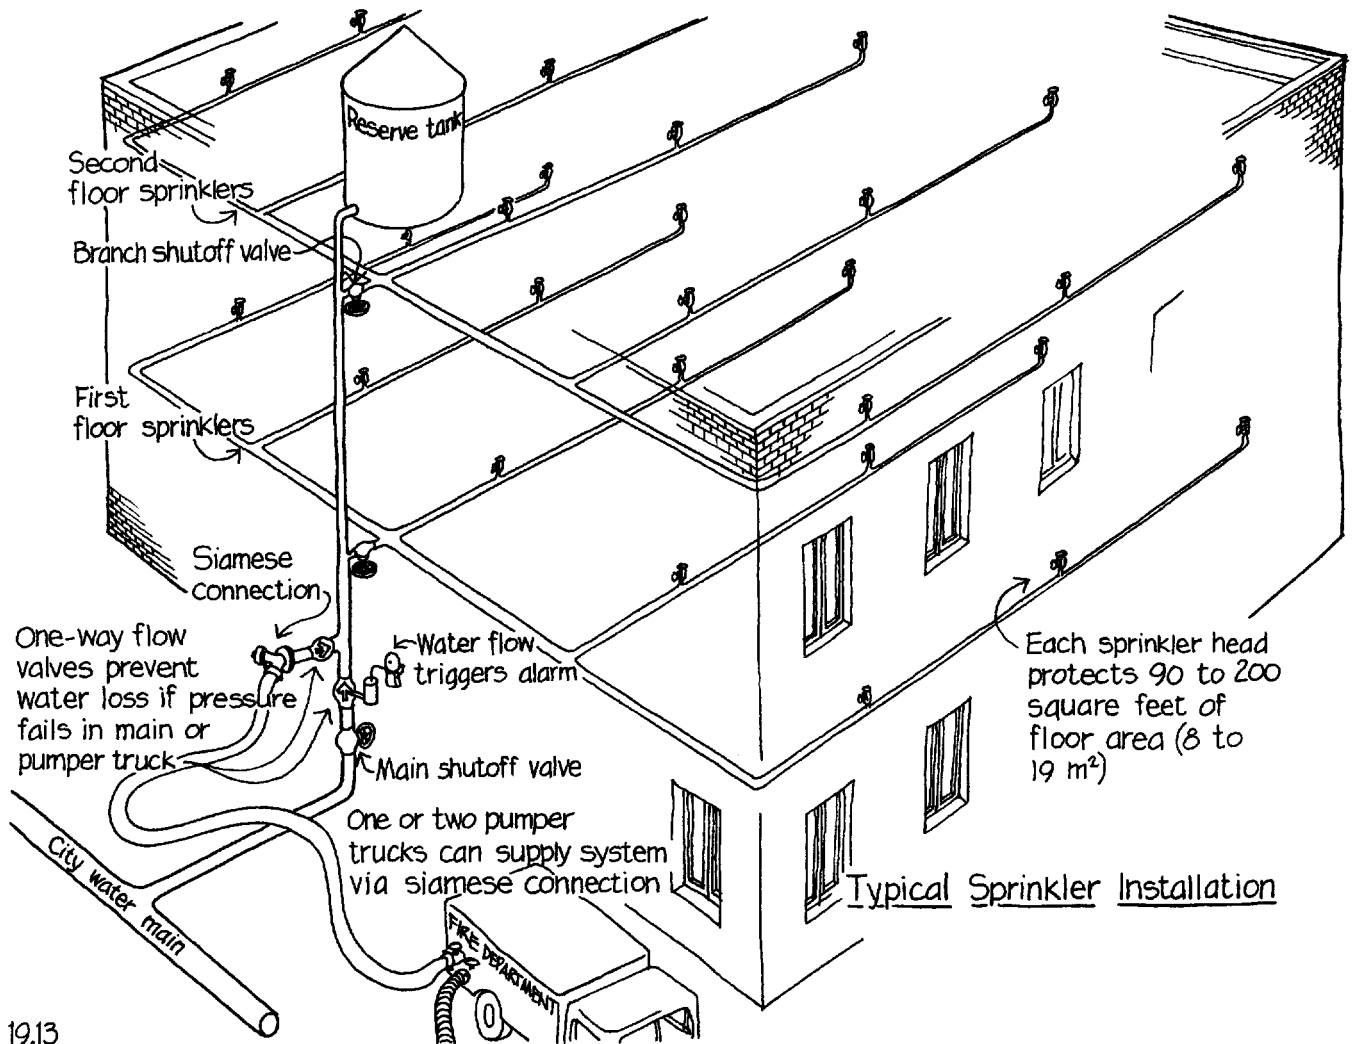 Reserve tank
Second
floor sprinklers
Branch shutoff valve
First
floor sprinklers
Siamese
connection
One-way flow
valves prevent
water loss if pressure
fails in main or
pumper truck
Water flow
triggers alarm
Main shutoff valve
Each sprinkler head
protects 90 to 200
square feet of
floor area (8 to
19 m²)
One or two pumper
trucks can supply system
via siamese connection
City water main
FIRE DEPARTMENT
Typical Sprinkler Installation
19.13